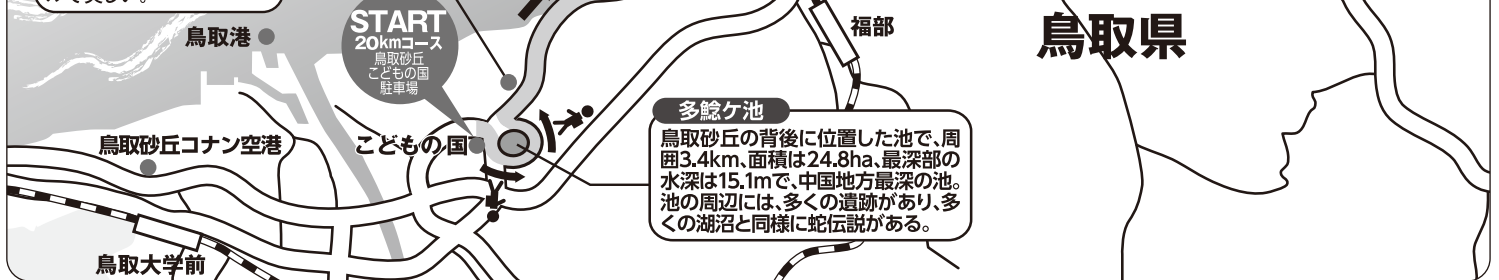 みで美しい。
鳥取港
START
20kmコース
鳥取砂丘
こどもの国
駐車場
福部
鳥取県
多鯰ケ池
鳥取砂丘の背後に位置した池で、周
囲3.4km、面積は24.8ha、最深部の
水深は15.1mで、中国地方最深の池。
池の周辺には、多くの遺跡があり、多
くの湖沼と同様に蛇伝説がある。
鳥取砂丘コナン空港
こどもの国
鳥取大学前